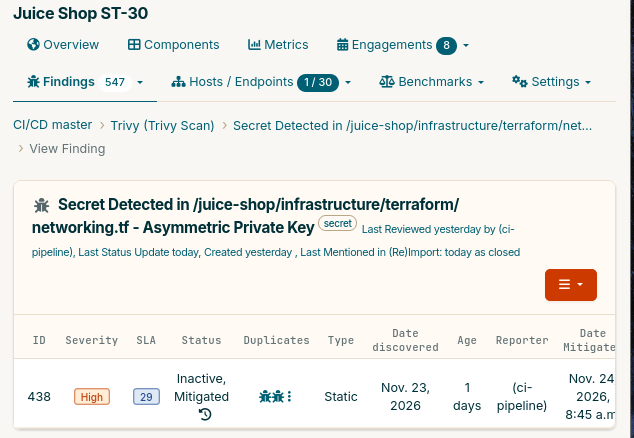 Juice Shop ST-30
Overview Components Metrics Engagements 8
Findings 547 Hosts / Endpoints 1 / 30 Benchmarks Settings
CI/CD master > Trivy (Trivy Scan) > Secret Detected in /juice-shop/infrastructure/terraform/net...
> View Finding
Secret Detected in /juice-shop/infrastructure/terraform/
networking.tf - Asymmetric Private Key secret Last Reviewed yesterday by (ci-
pipeline), Last Status Update today, Created yesterday , Last Mentioned in (Re)Import: today as closed
ID Severity SLA Status Duplicates Type Date discovered Age Reporter Date Mitigate
438 High 29 Inactive, Mitigated Static Nov. 23, 2026 1 days (ci-pipeline) Nov. 24 2026, 8:45 a.m